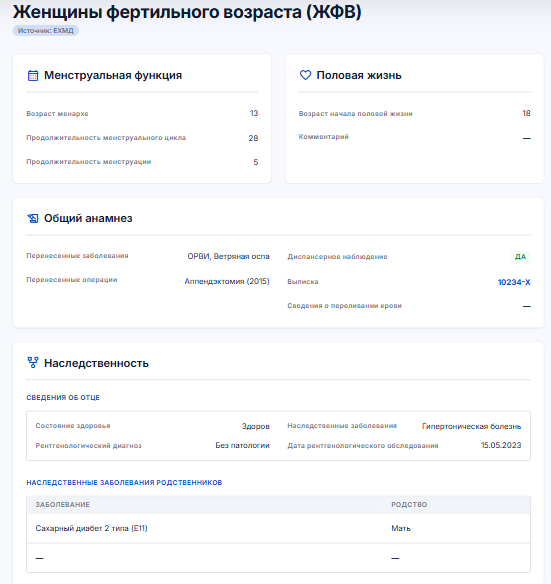 Женщины фертильного возраста (ЖФВ)
Источник: ЕХМД
Менструальная функция
Возраст менархе 13
Продолжительность менструального цикла 28
Продолжительность менструации 5
Половая жизнь
Возраст начала половой жизни 18
Комментарий —
Общий анамнез
Перенесенные заболевания ОРВИ, Ветряная оспа
Перенесенные операции Аппендэктомия (2015)
Диспансерное наблюдение ДА
Выписка 10234-X
Сведения о переливании крови —
Наследственность
СВЕДЕНИЯ ОБ ОТЦЕ
Состояние здоровья Здоров
Наследственные заболевания Гипертоническая болезнь
Рентгенологический диагноз Без патологии
Дата рентгенологического обследования 15.05.2023
НАСЛЕДСТВЕННЫЕ ЗАБОЛЕВАНИЯ РОДСТВЕННИКОВ
ЗАБОЛЕВАНИЕ РОДСТВО
Сахарный диабет 2 типа (E11) Мать
— —